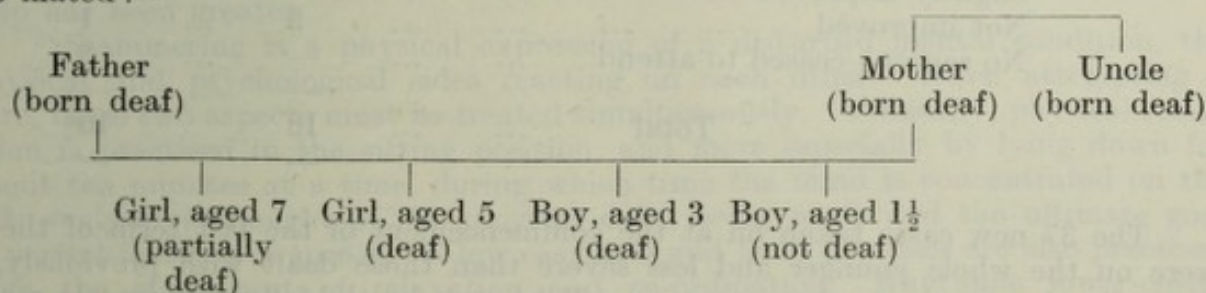 Father
(born deaf)
Mother
(born deaf)
Uncle
(born deaf)
Girl, aged 7
(partially
deaf)
Girl, aged 5
(deaf)
Boy, aged 3
(deaf)
Boy, aged 1½
(not deaf)